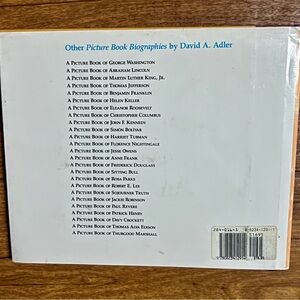 Other Picture Book Biographies by David A. Adler
A Picture Book of George Washington
A Picture Book of Abraham Lincoln
A Picture Book of Martin Luther King, Jr.
A Picture Book of Thomas Jefferson
A Picture Book of Benjamin Franklin
A Picture Book of Helen Keller
A Picture Book of Eleanor Roosevelt
A Picture Book of Christopher Columbus
A Picture Book of John F. Kennedy
A Picture Book of Simón Bolívar
A Picture Book of Harriet Tubman
A Picture Book of Florence Nightingale
A Picture Book of Jesse Owens
A Picture Book of Anne Frank
A Picture Book of Frederick Douglass
A Picture Book of Sitting Bull
A Picture Book of Rosa Parks
A Picture Book of Robert E. Lee
A Picture Book of Sojourner Truth
A Picture Book of Jackie Robinson
A Picture Book of Paul Revere
A Picture Book of Patrick Henry
A Picture Book of Davy Crockett
A Picture Book of Thomas Alva Edison
A Picture Book of Thurgood Marshall
51695